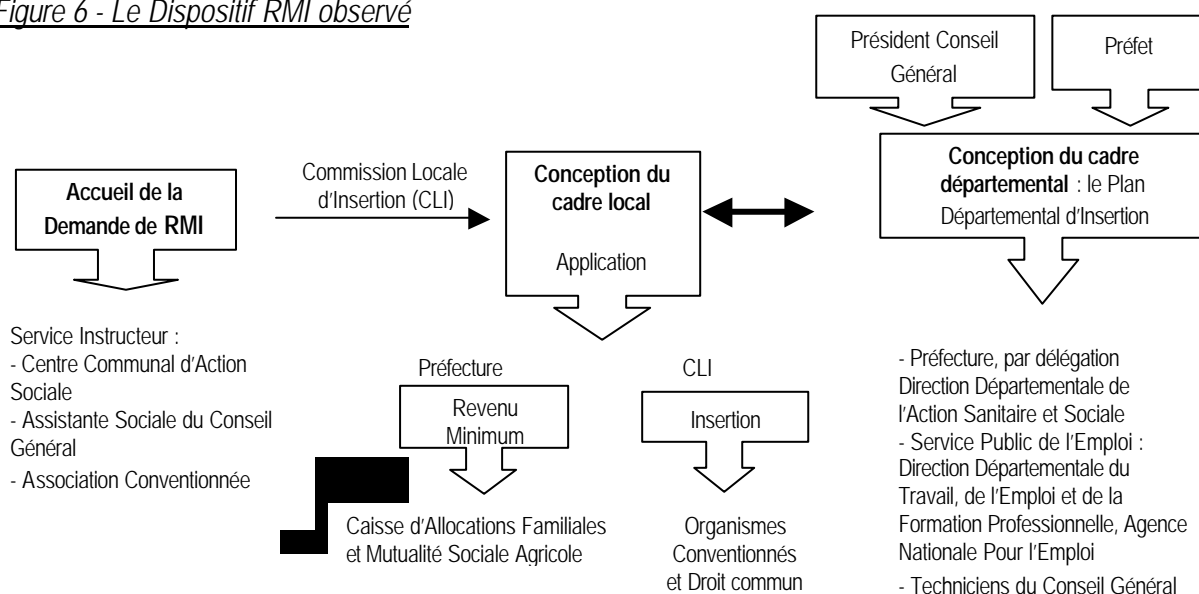 Figure 6 - Le Dispositif RMI observé
Président Conseil
Général
Préfet
Accueil de la
Demande de RMI
Commission Locale
d'Insertion (CLI)
Conception du
cadre local
Application
Conception du cadre
départemental : le Plan
Départemental d'Insertion
Service Instructeur :
- Centre Communal d'Action
Sociale
- Assistante Sociale du Conseil
Général
- Association Conventionnée
Préfecture
Revenu
Minimum
Caisse d'Allocations Familiales
et Mutualité Sociale Agricole
CLI
Insertion
Organismes
Conventionnés
et Droit commun
- Préfecture, par délégation
Direction Départementale de
l'Action Sanitaire et Sociale
- Service Public de l'Emploi :
Direction Départementale du
Travail, de l'Emploi et de la
Formation Professionnelle, Agence
Nationale Pour l'Emploi
- Techniciens du Conseil Général